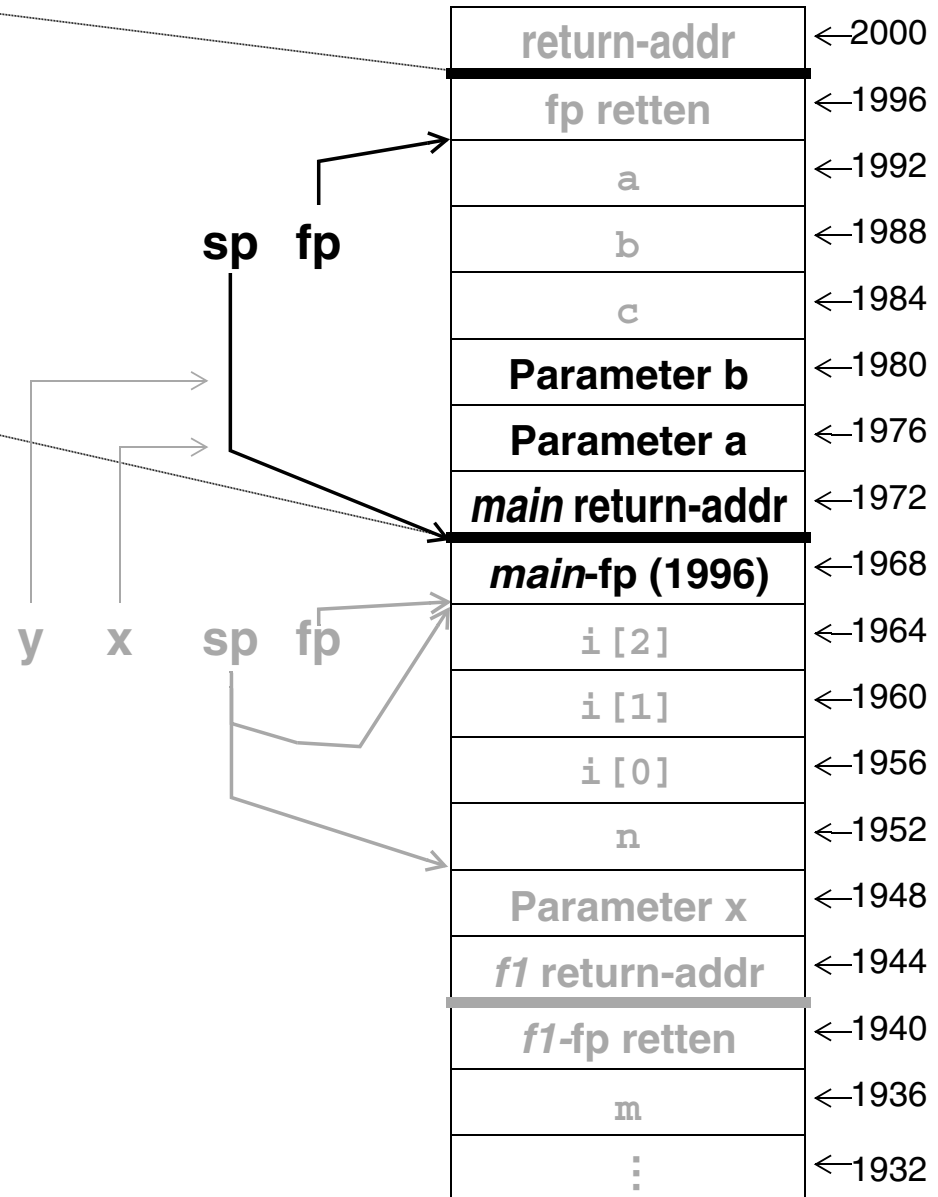 return-addr ←2000
fp retten ←1996
a ←1992
sp fp b ←1988
c ←1984
Parameter b ←1980
Parameter a ←1976
main return-addr ←1972
main-fp (1996) ←1968
y x sp fp i[2] ←1964
i[1] ←1960
i[0] ←1956
n ←1952
Parameter x ←1948
f1 return-addr ←1944
f1-fp retten ←1940
m ←1936
⋮ ←1932